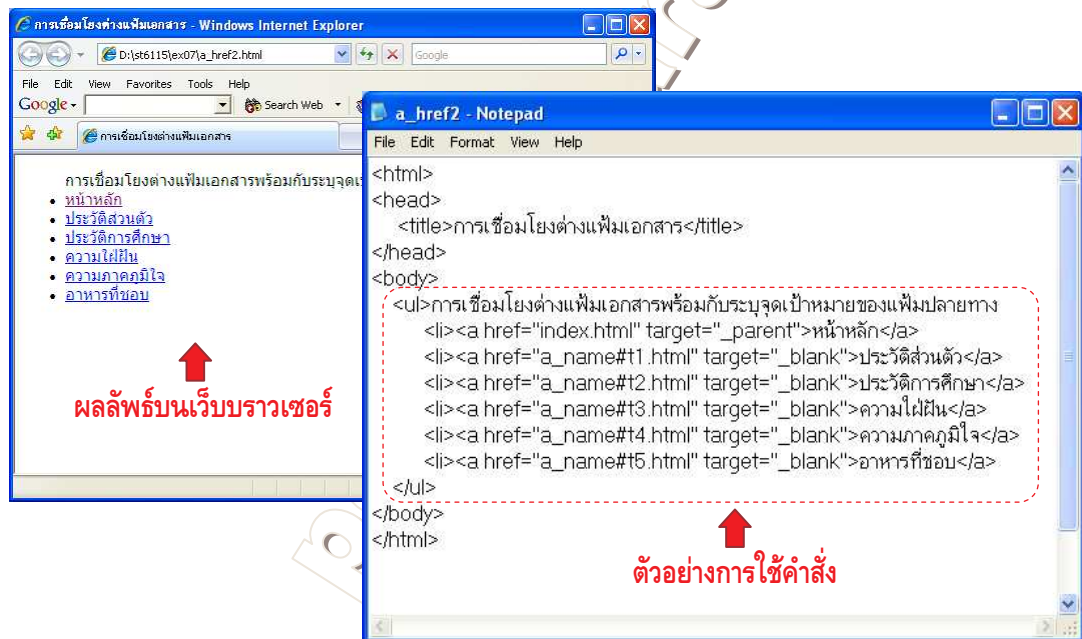 การเชื่อมโยงต่างแฟ้มเอกสาร - Windows Internet Explorer
D:\st6115\ex07\a_href2.html
Google
File Edit View Favorites Tools Help
Google Search Web
การเชื่อมโยงต่างแฟ้มเอกสาร
การเชื่อมโยงต่างแฟ้มเอกสารพร้อมกับระบุจุดเ
หน้าหลัก
ประวัติส่วนตัว
ประวัติการศึกษา
ความใฝ่ฝัน
ความภาคภูมิใจ
อาหารที่ชอบ
ผลลัพธ์บนเว็บบราวเซอร์
a_href2 - Notepad
File Edit Format View Help
<html>
<head>
<title>การเชื่อมโยงต่างแฟ้มเอกสาร</title>
</head>
<body>
<ul>การเชื่อมโยงต่างแฟ้มเอกสารพร้อมกับระบุจุดเป้าหมายของแฟ้มปลายทาง
<li><a href="index.html" target="_parent">หน้าหลัก</a>
<li><a href="a_name#t1.html" target="_blank">ประวัติส่วนตัว</a>
<li><a href="a_name#t2.html" target="_blank">ประวัติการศึกษา</a>
<li><a href="a_name#t3.html" target="_blank">ความใฝ่ฝัน</a>
<li><a href="a_name#t4.html" target="_blank">ความภาคภูมิใจ</a>
<li><a href="a_name#t5.html" target="_blank">อาหารที่ชอบ</a>
</ul>
</body>
</html>
ตัวอย่างการใช้คำสั่ง